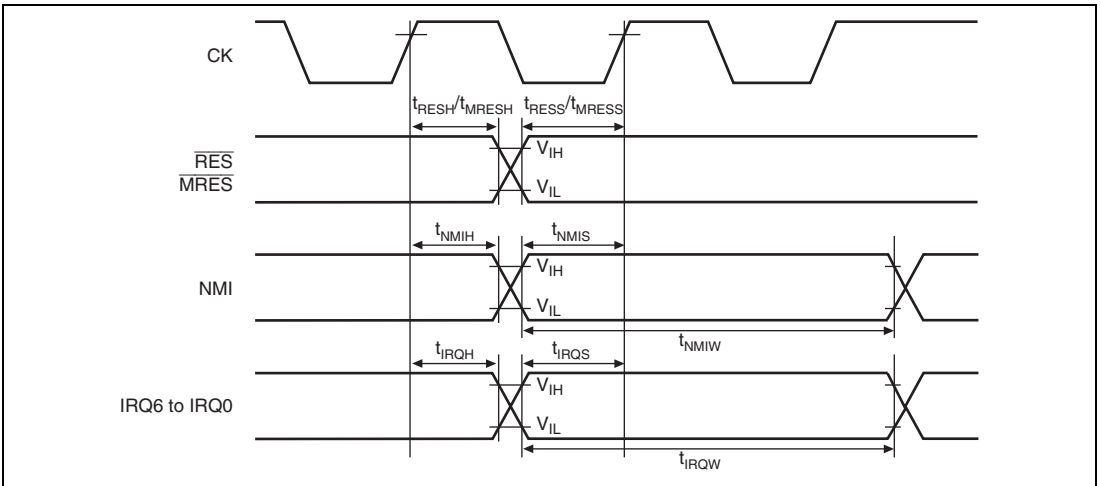 CK
tRESH/tMRESH tRESS/tMRESS
RES
MRES
VIH
VIL
tNMIH tNMIS
NMI
VIH
VIL
tNMIW
tIRQH tIRQS
IRQ6 to IRQ0
VIH
VIL
tIRQW